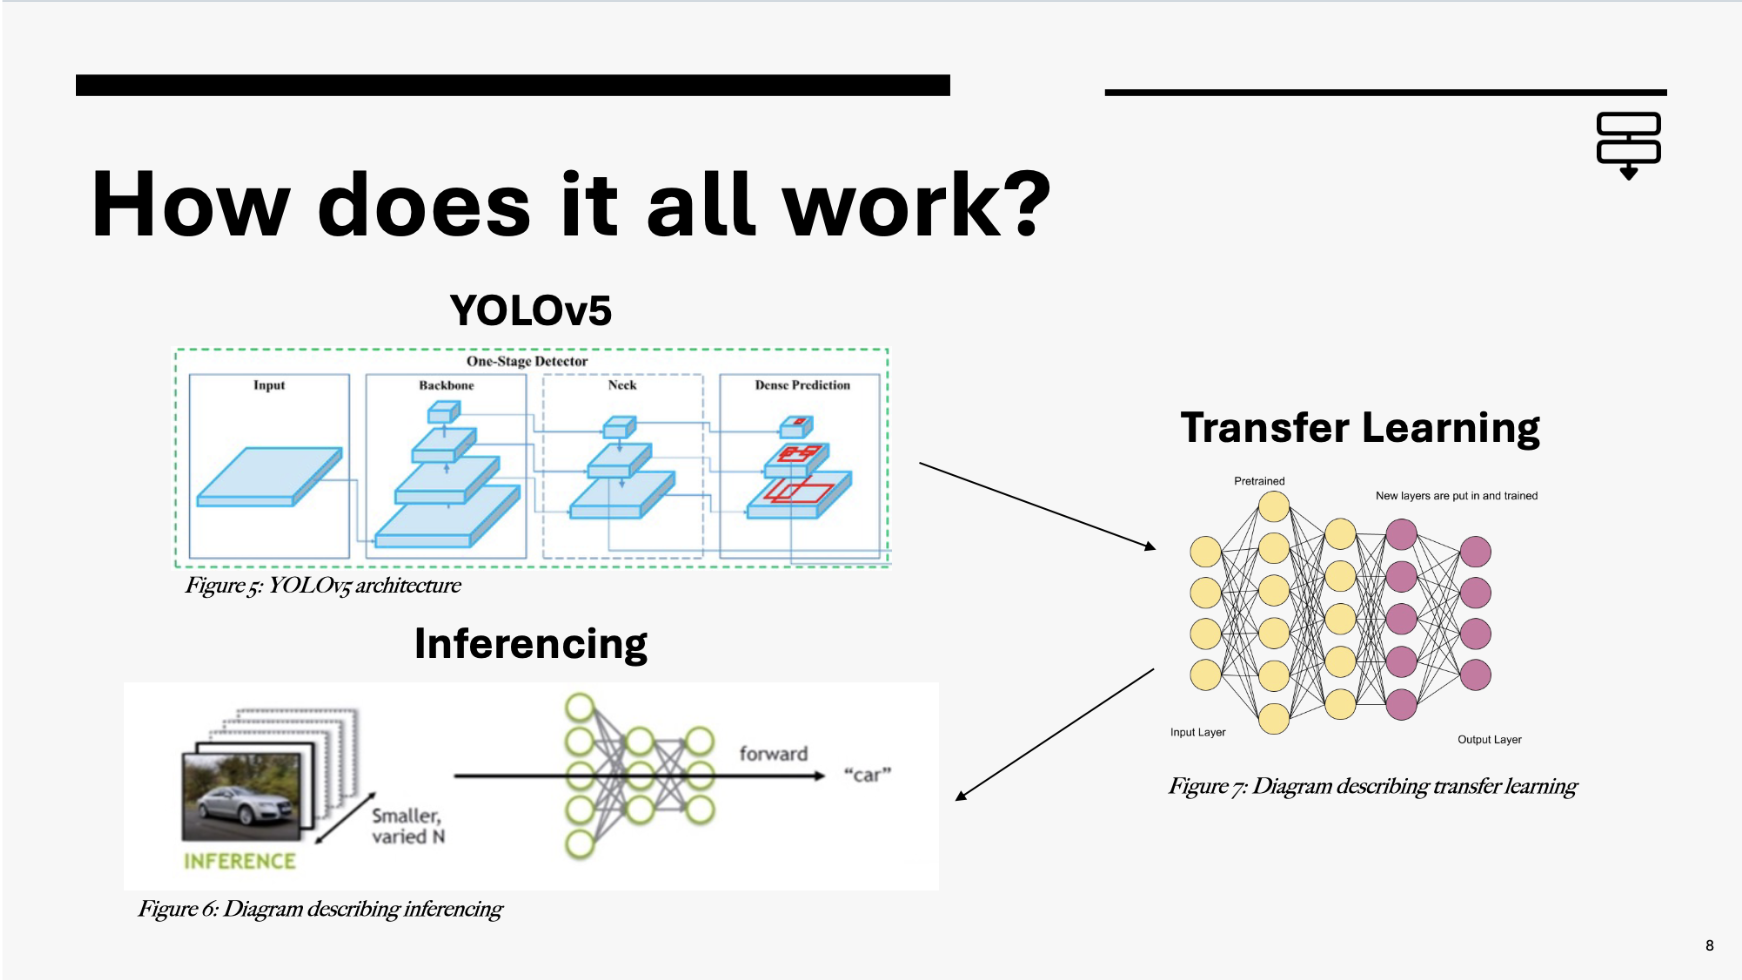 How does it all work?
YOLOv5
One-Stage Detector
Input
Backbone
Neck
Dense Prediction
Figure 5: YOLOv5 architecture
Transfer Learning
Pretrained
New layers are put in and trained
Input Layer
Output Layer
Figure 7: Diagram describing transfer learning
Inferencing
Smaller,
varied N
INFERENCE
forward
“car”
Figure 6: Diagram describing inferencing
8